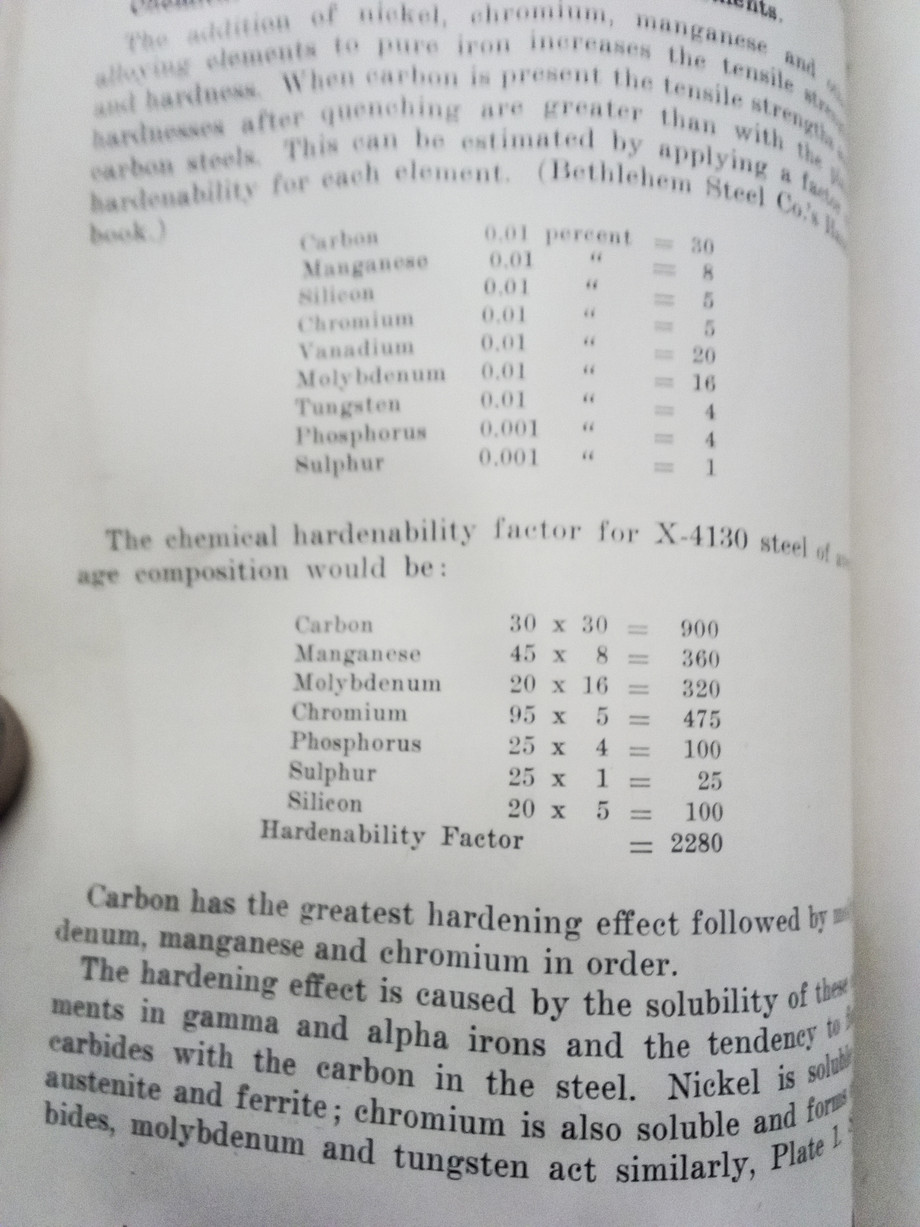 The addition of nickel, chromium, manganese and
alloying elements to pure iron increases the tensile
and hardness. When carbon is present the tensile strengths
hardnesses after quenching are greater than with the
carbon steels. This can be estimated by applying a factor
hardenability for each element. (Bethlehem Steel Co.'s
book.)
Carbon 0.01 percent = 30
Manganese 0.01 “ = 8
Silicon 0.01 “ = 5
Chromium 0.01 “ = 5
Vanadium 0.01 “ = 20
Molybdenum 0.01 “ = 16
Tungsten 0.01 “ = 4
Phosphorus 0.001 “ = 4
Sulphur 0.001 “ = 1
The chemical hardenability factor for X-4130 steel of
age composition would be:
Carbon 30 x 30 = 900
Manganese 45 x 8 = 360
Molybdenum 20 x 16 = 320
Chromium 95 x 5 = 475
Phosphorus 25 x 4 = 100
Sulphur 25 x 1 = 25
Silicon 20 x 5 = 100
Hardenability Factor = 2280
Carbon has the greatest hardening effect followed by
denum, manganese and chromium in order.
The hardening effect is caused by the solubility of these
ments in gamma and alpha irons and the tendency to
carbides with the carbon in the steel. Nickel is
austenite and ferrite; chromium is also soluble and forms
bides, molybdenum and tungsten act similarly, Plate 1.